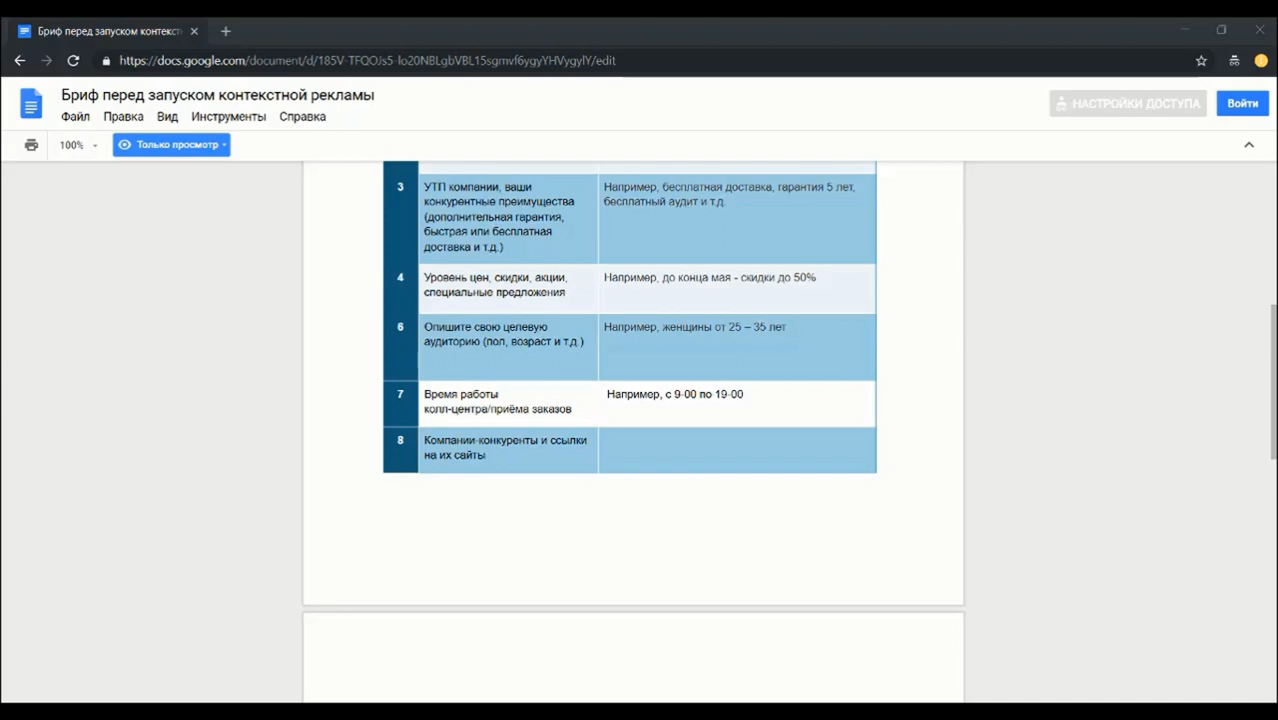 Бриф перед запуском контекст
https://docs.google.com/document/d/185V-TFQOJs5-lo20NBLgbVBL15sgmvf6ygyYHVygylY/edit
Бриф перед запуском контекстной рекламы
Файл Правка Вид Инструменты Справка
НАСТРОЙКИ ДОСТУПА
Войти
100%
Только просмотр
3 УТП компании, ваши
конкурентные преимущества
(дополнительная гарантия,
быстрая или бесплатная
доставка и т.д.)
Например, бесплатная доставка, гарантия 5 лет,
бесплатный аудит и т.д.
4 Уровень цен, скидки, акции,
специальные предложения
Например, до конца мая - скидки до 50%
6 Опишите свою целевую
аудиторию (пол, возраст и т.д.)
Например, женщины от 25 – 35 лет
7 Время работы
колл-центра/приёма заказов
Например, с 9-00 по 19-00
8 Компании-конкуренты и ссылки
на их сайты